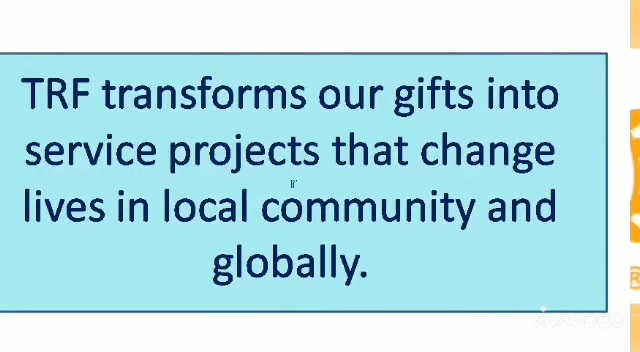 TRF transforms our gifts into
service projects that change
lives in local community and
globally.
®